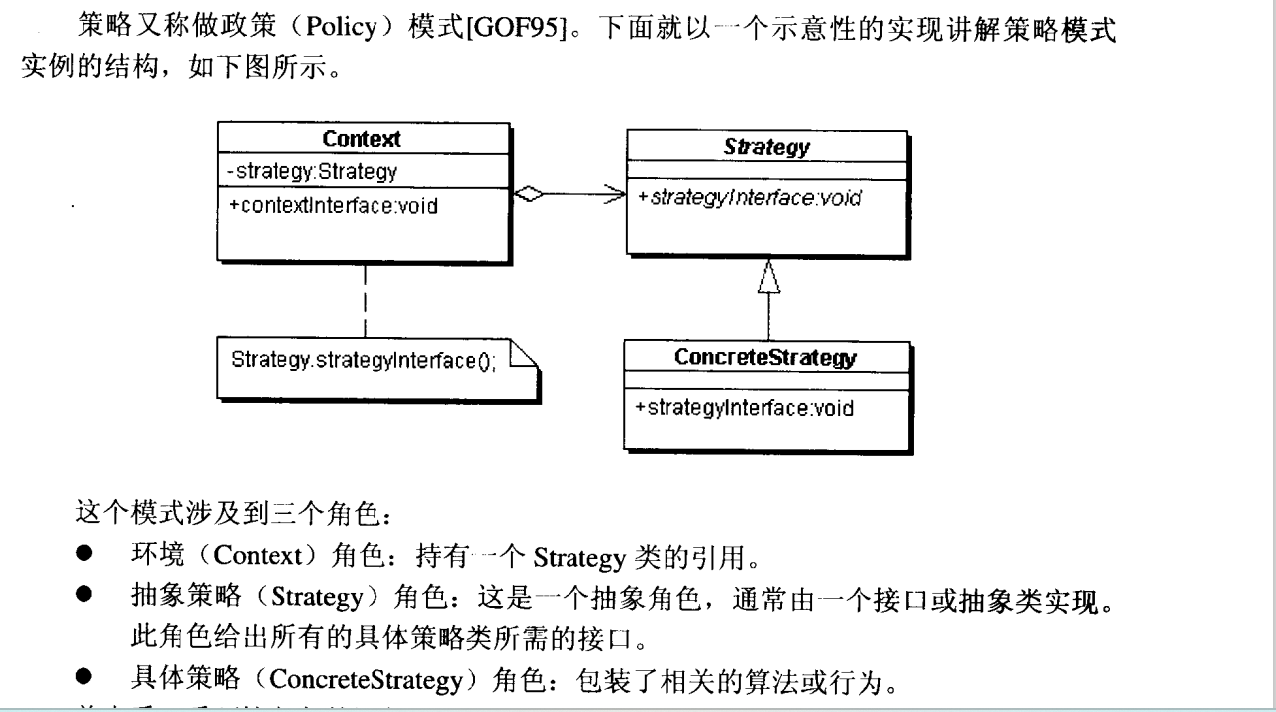 策略又称做政策（Policy）模式[GOF95]。下面就以一个示意性的实现讲解策略模式
实例的结构，如下图所示。
Context
-strategy:Strategy
+contextInterface:void
Strategy
+strategyInterface:void
Strategy.strategyInterface();
ConcreteStrategy
+strategyInterface:void
这个模式涉及到三个角色：
● 环境（Context）角色：持有一个 Strategy 类的引用。
● 抽象策略（Strategy）角色：这是一个抽象角色，通常由一个接口或抽象类实现。
此角色给出所有的具体策略类所需的接口。
● 具体策略（ConcreteStrategy）角色：包装了相关的算法或行为。